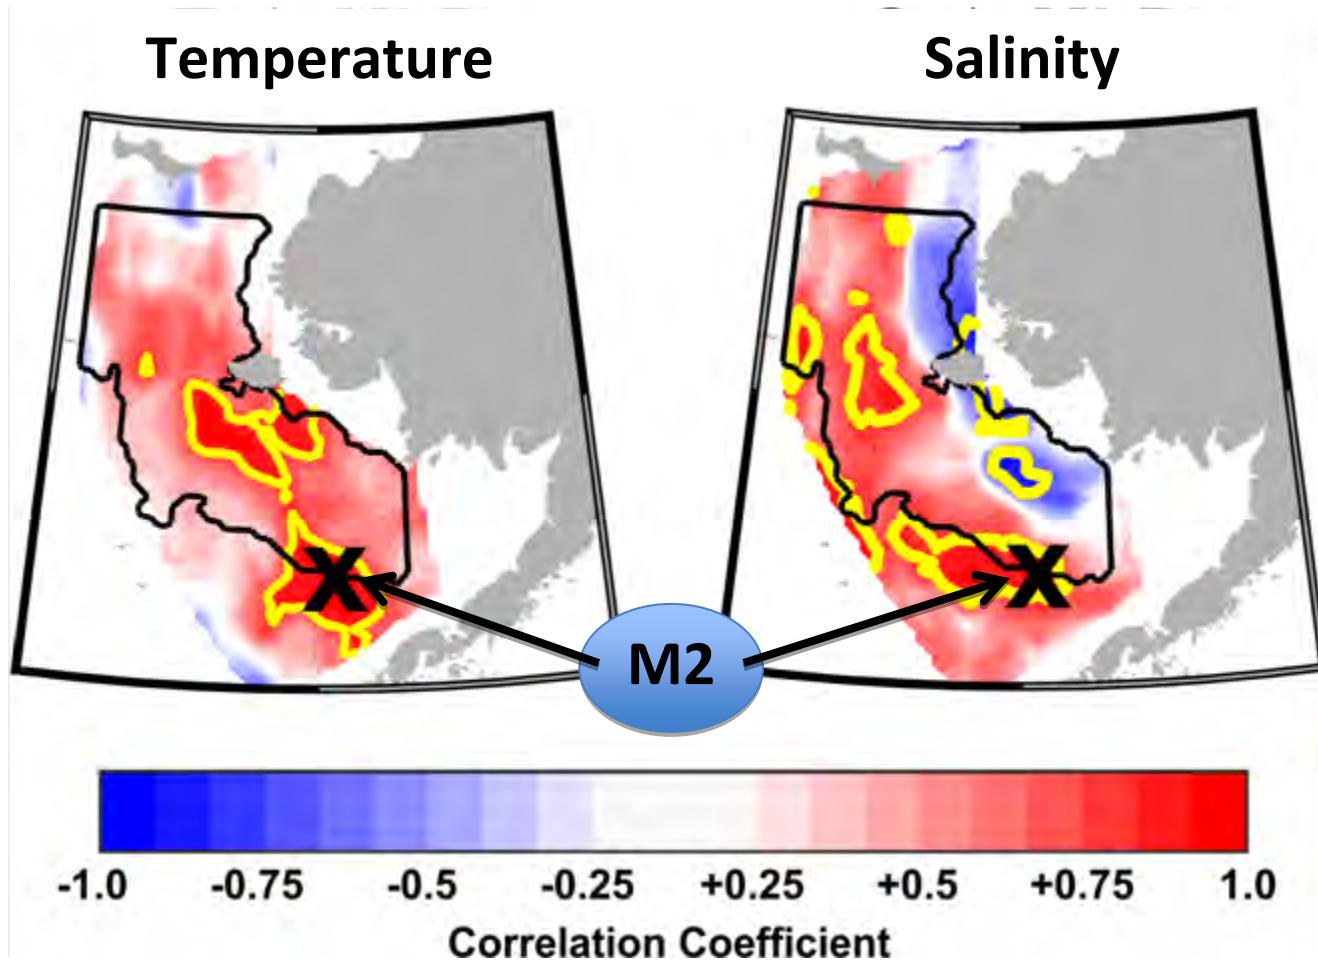 Temperature
Salinity
X
X
M2
-1.0 -0.75 -0.5 -0.25 +0.25 +0.5 +0.75 1.0
Correlation Coefficient